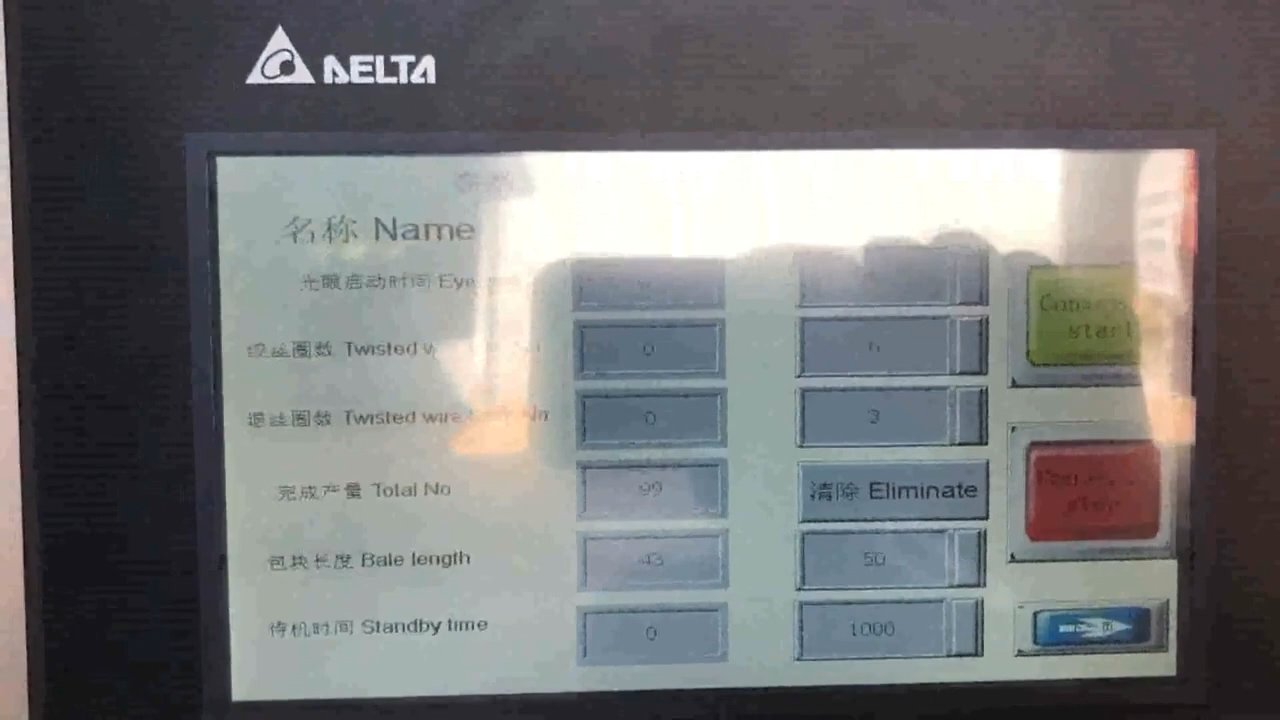 DELTA
名称 Name
光眼启动时间 Eye
圈数 Twisted 0
退丝圈数 Twisted wire 0 3
完成产量 Total No 99 清除 Eliminate
包块长度 Bale length 43 50
待机时间 Standby time 0 1000
start
stop